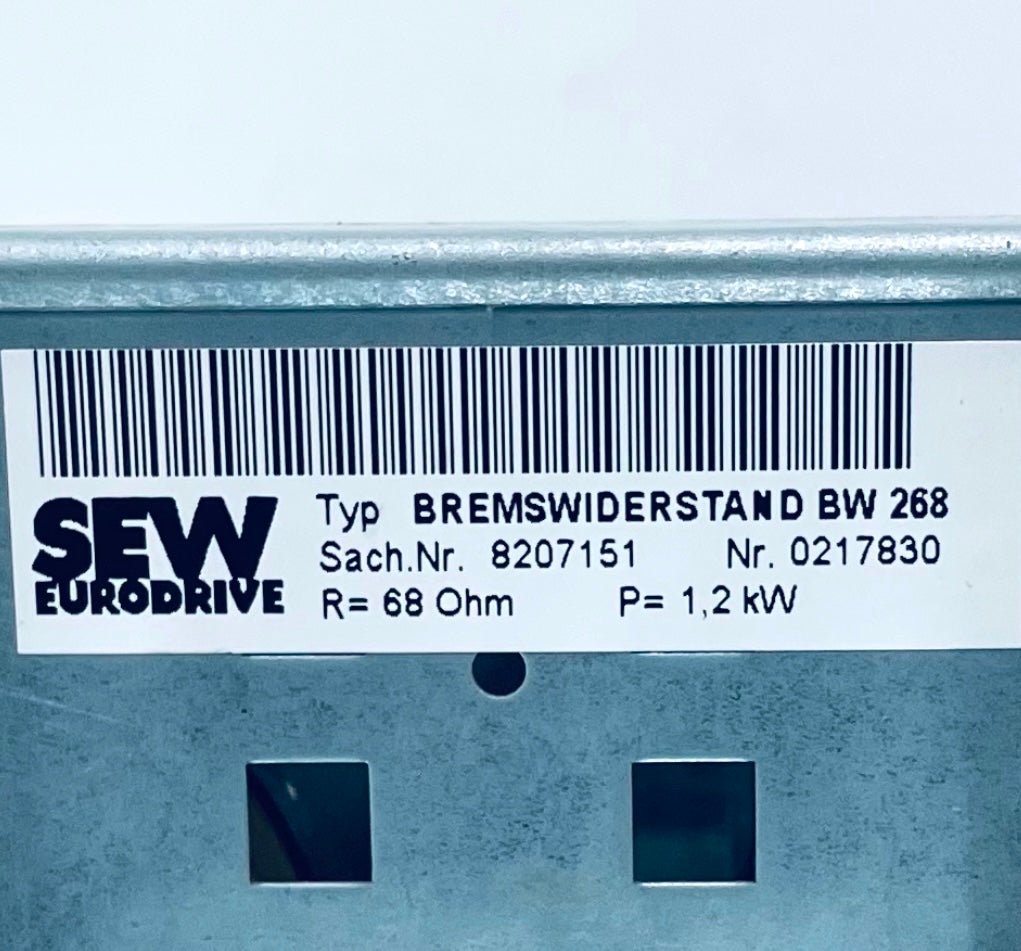 SEW
EURODRIVE
Typ BREMSWIDERSTAND BW 268
Sach.Nr. 8207151 Nr. 0217830
R= 68 Ohm P= 1,2 kW